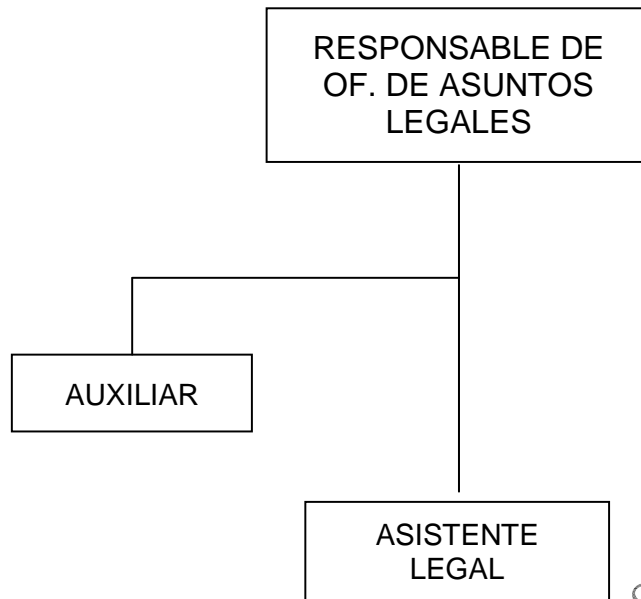 RESPONSABLE DE
OF. DE ASUNTOS
LEGALES
AUXILIAR
ASISTENTE
LEGAL